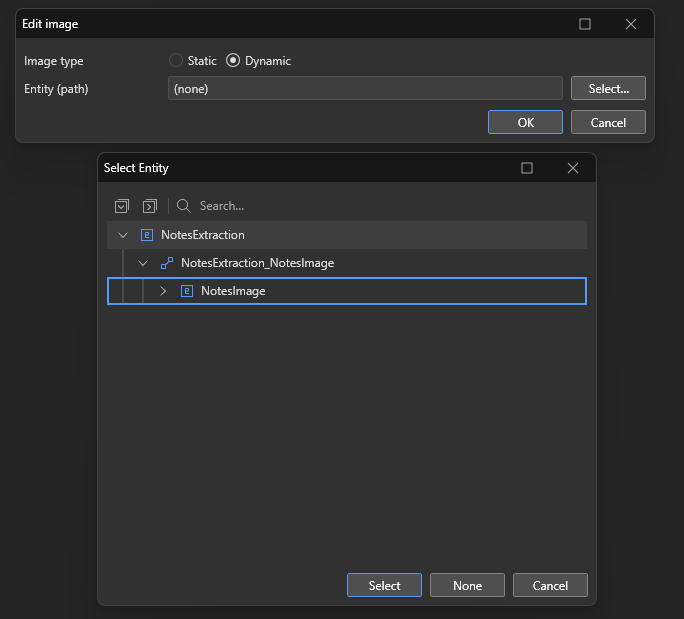 Edit image
Image type Static Dynamic
Entity (path) (none) Select...
OK Cancel
Select Entity
Search...
NotesExtraction
NotesExtraction_NotesImage
NotesImage
Select None Cancel